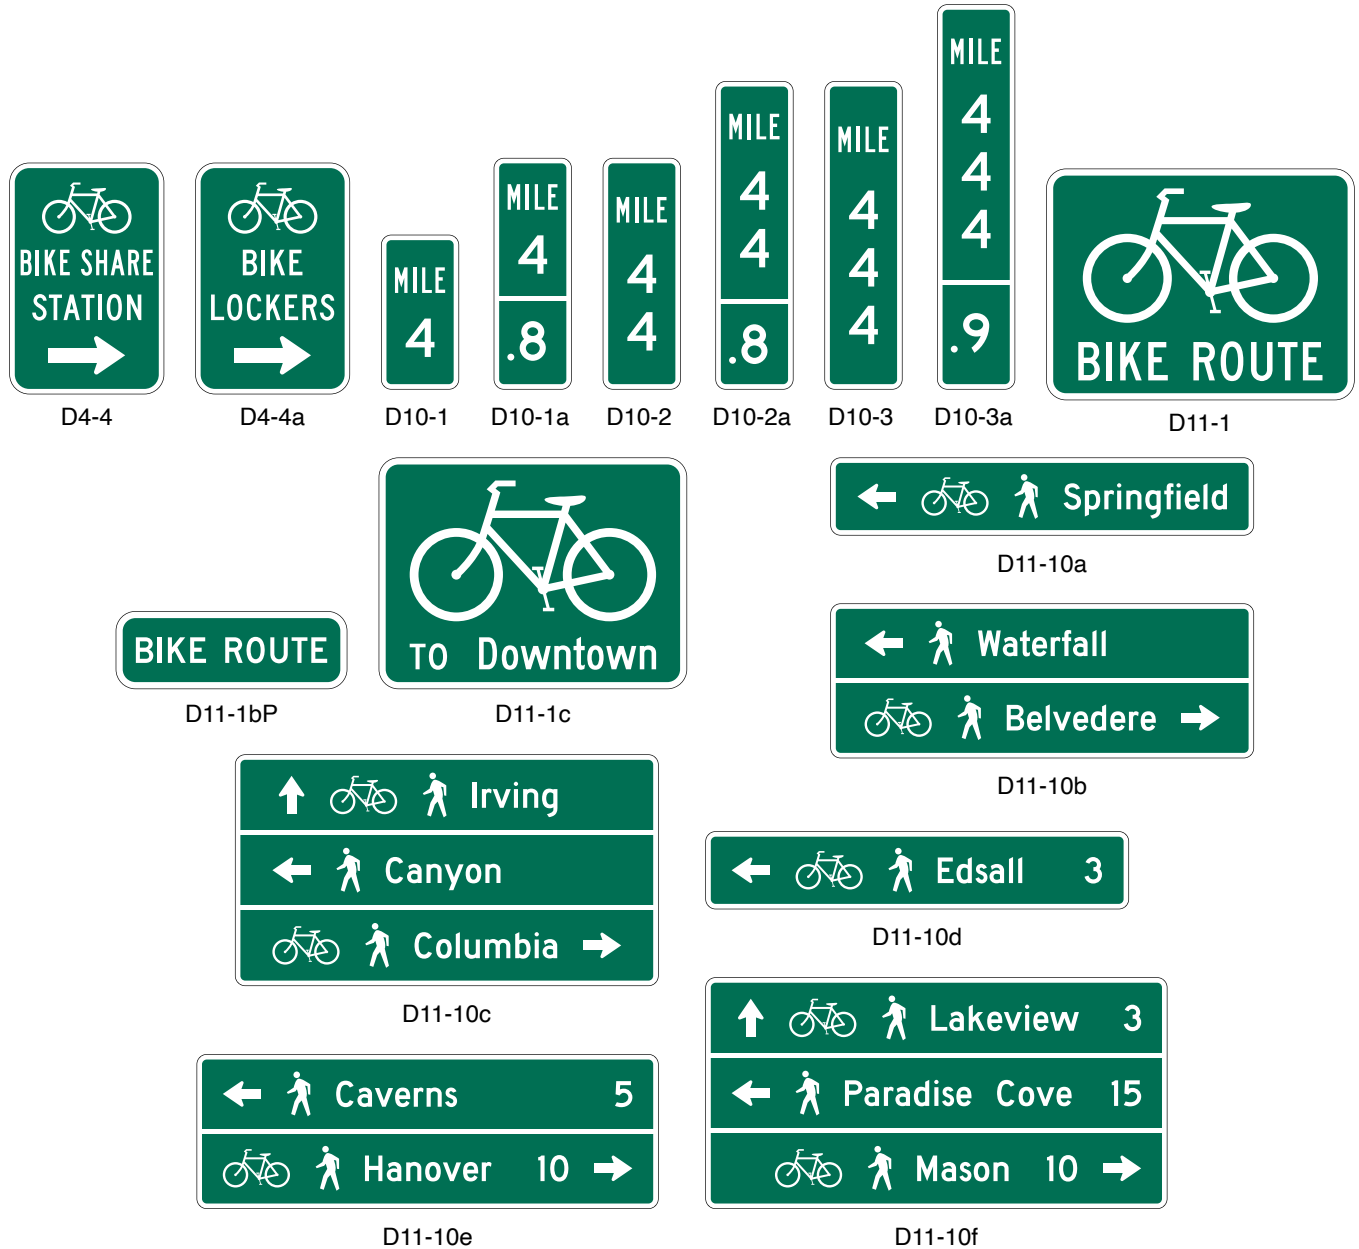 BIKE SHARE
STATION
D4-4
BIKE
LOCKERS
D4-4a
MILE
4
D10-1
MILE
4
.8
D10-1a
MILE
4
4
D10-2
MILE
4
4
.8
D10-2a
MILE
4
4
4
D10-3
MILE
4
4
4
.9
D10-3a
BIKE ROUTE
D11-1
BIKE ROUTE
D11-1bP
TO Downtown
D11-1c
Springfield
D11-10a
Waterfall
Belvedere
D11-10b
Irving
Canyon
Columbia
D11-10c
Edsall 3
D11-10d
Caverns 5
Hanover 10
D11-10e
Lakeview 3
Paradise Cove 15
Mason 10
D11-10f